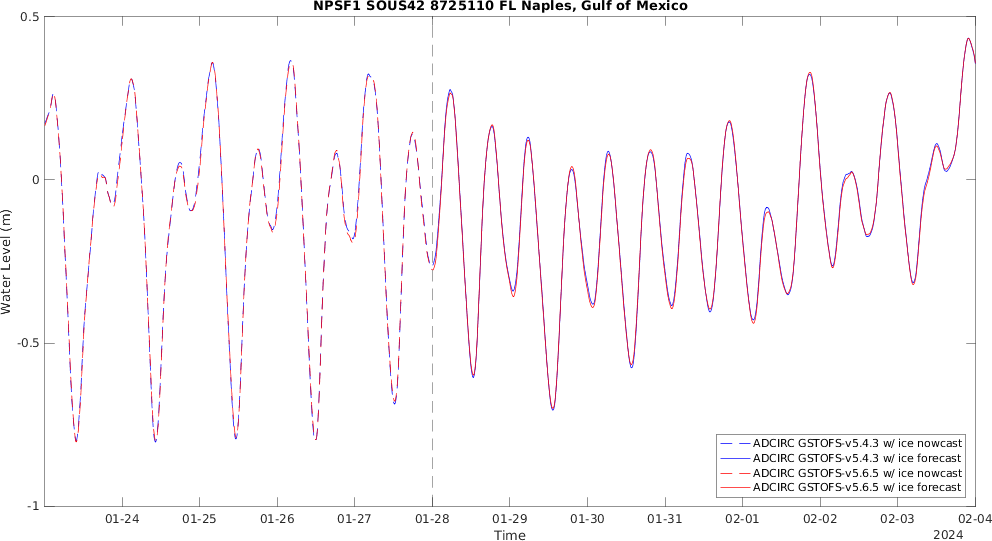 NPSF1 SOUS42 8725110 FL Naples, Gulf of Mexico
0.5
0
-0.5
-1
Water Level (m)
01-24 01-25 01-26 01-27 01-28 01-29 01-30 01-31 02-01 02-02 02-03 02-04
Time
2024
ADCIRC GSTOFS-v5.4.3 w/ ice nowcast
ADCIRC GSTOFS-v5.4.3 w/ ice forecast
ADCIRC GSTOFS-v5.6.5 w/ ice nowcast
ADCIRC GSTOFS-v5.6.5 w/ ice forecast